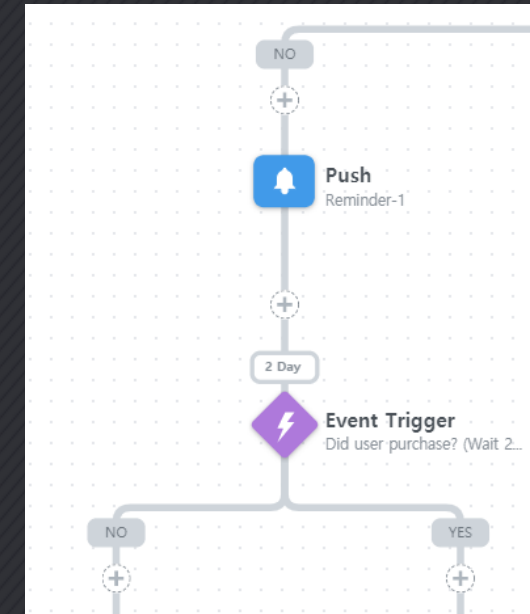 NO
Push
Reminder-1
2 Day
Event Trigger
Did user purchase? (Wait 2...
NO
YES